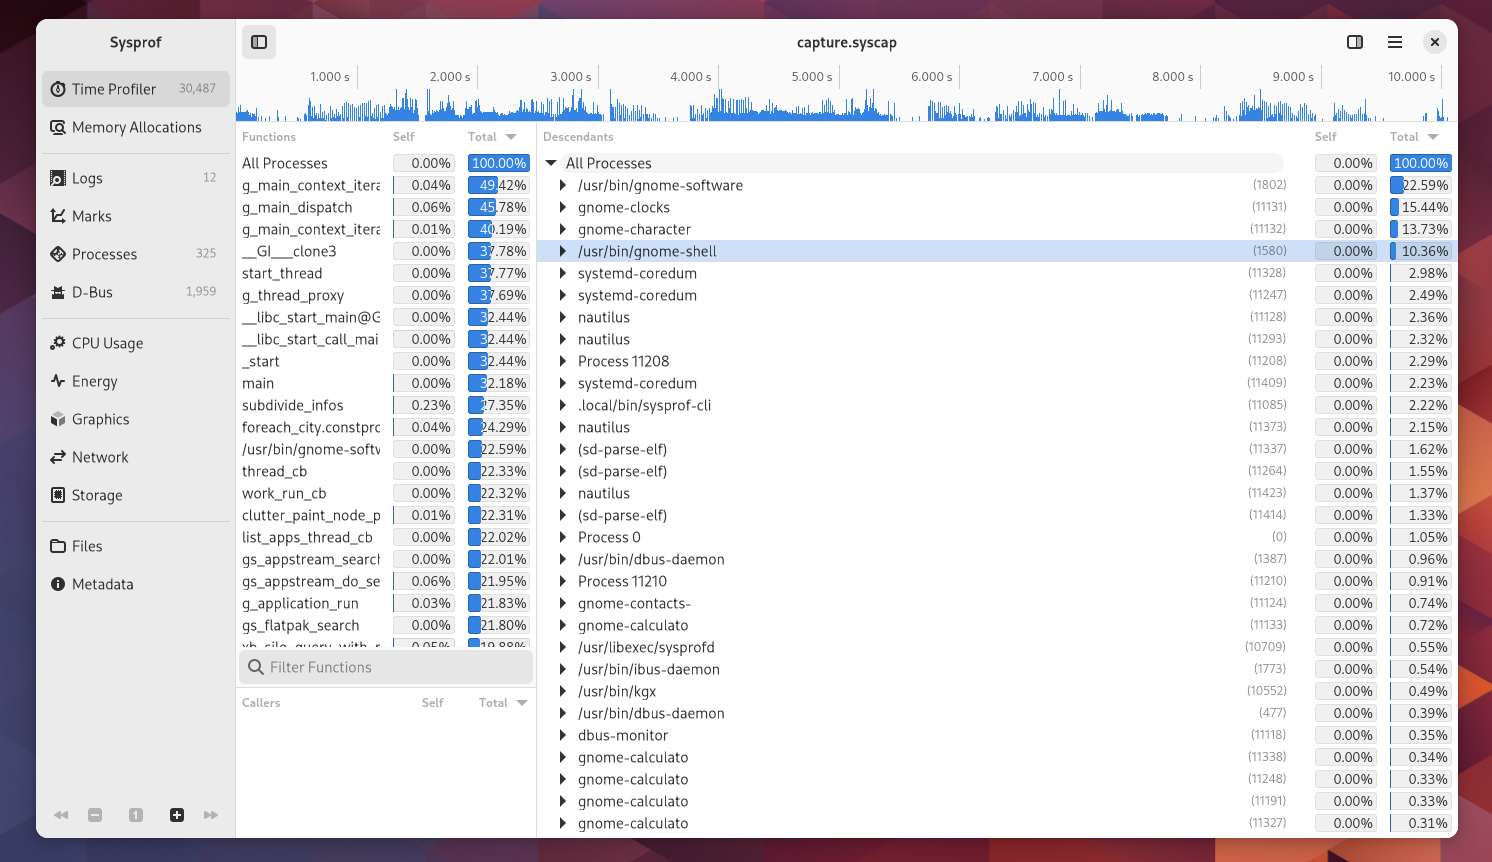 Sysprof
capture.syscap
Time Profiler 30,487
Memory Allocations
Logs 12
Marks
Processes 325
D-Bus 1,959
CPU Usage
Energy
Graphics
Network
Storage
Files
Metadata
1
1.000 s 2.000 s 3.000 s 4.000 s 5.000 s 6.000 s 7.000 s 8.000 s 9.000 s 10.000 s
Functions Self Total
All Processes 0.00% 100.00%
g_main_context_itera 0.04% 49.42%
g_main_dispatch 0.06% 45.78%
g_main_context_itera 0.01% 40.19%
__GI___clone3 0.00% 37.78%
start_thread 0.00% 37.77%
g_thread_proxy 0.00% 37.69%
__libc_start_main@G 0.00% 32.44%
__libc_start_call_mai 0.00% 32.44%
_start 0.00% 32.44%
main 0.00% 32.18%
subdivide_infos 0.23% 27.35%
foreach_city.constprc 0.04% 24.29%
/usr/bin/gnome-softv 0.00% 22.59%
thread_cb 0.00% 22.33%
work_run_cb 0.00% 22.32%
clutter_paint_node_p 0.01% 22.31%
list_apps_thread_cb 0.00% 22.02%
gs_appstream_search 0.00% 22.01%
gs_appstream_do_se 0.06% 21.95%
g_application_run 0.03% 21.83%
gs_flatpak_search 0.00% 21.80%
xb_silo_query_with_r 0.05% 19.88%
Filter Functions
Callers Self Total
Descendants Self Total
All Processes 0.00% 100.00%
/usr/bin/gnome-software (1802) 0.00% 22.59%
gnome-clocks (11131) 0.00% 15.44%
gnome-character (11132) 0.00% 13.73%
/usr/bin/gnome-shell (1580) 0.00% 10.36%
systemd-coredum (11328) 0.00% 2.98%
systemd-coredum (11247) 0.00% 2.49%
nautilus (11128) 0.00% 2.36%
nautilus (11293) 0.00% 2.32%
Process 11208 (11208) 0.00% 2.29%
systemd-coredum (11409) 0.00% 2.23%
.local/bin/sysprof-cli (11085) 0.00% 2.22%
nautilus (11373) 0.00% 2.15%
(sd-parse-elf) (11337) 0.00% 1.62%
(sd-parse-elf) (11264) 0.00% 1.55%
nautilus (11423) 0.00% 1.37%
(sd-parse-elf) (11414) 0.00% 1.33%
Process 0 (0) 0.00% 1.05%
/usr/bin/dbus-daemon (1387) 0.00% 0.96%
Process 11210 (11210) 0.00% 0.91%
gnome-contacts- (11124) 0.00% 0.74%
gnome-calculato (11133) 0.00% 0.72%
/usr/libexec/sysprofd (10709) 0.00% 0.55%
/usr/bin/ibus-daemon (1773) 0.00% 0.54%
/usr/bin/kgx (10552) 0.00% 0.49%
/usr/bin/dbus-daemon (477) 0.00% 0.39%
dbus-monitor (11118) 0.00% 0.35%
gnome-calculato (11338) 0.00% 0.34%
gnome-calculato (11248) 0.00% 0.33%
gnome-calculato (11191) 0.00% 0.33%
gnome-calculato (11327) 0.00% 0.31%